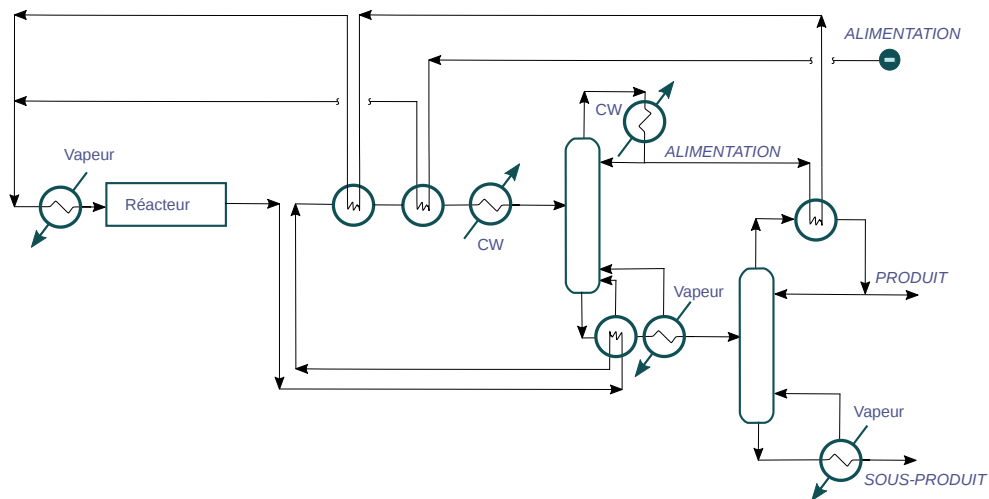 ALIMENTATION
CW
ALIMENTATION
Vapeur
Réacteur
CW
PRODUIT
Vapeur
Vapeur
SOUS-PRODUIT